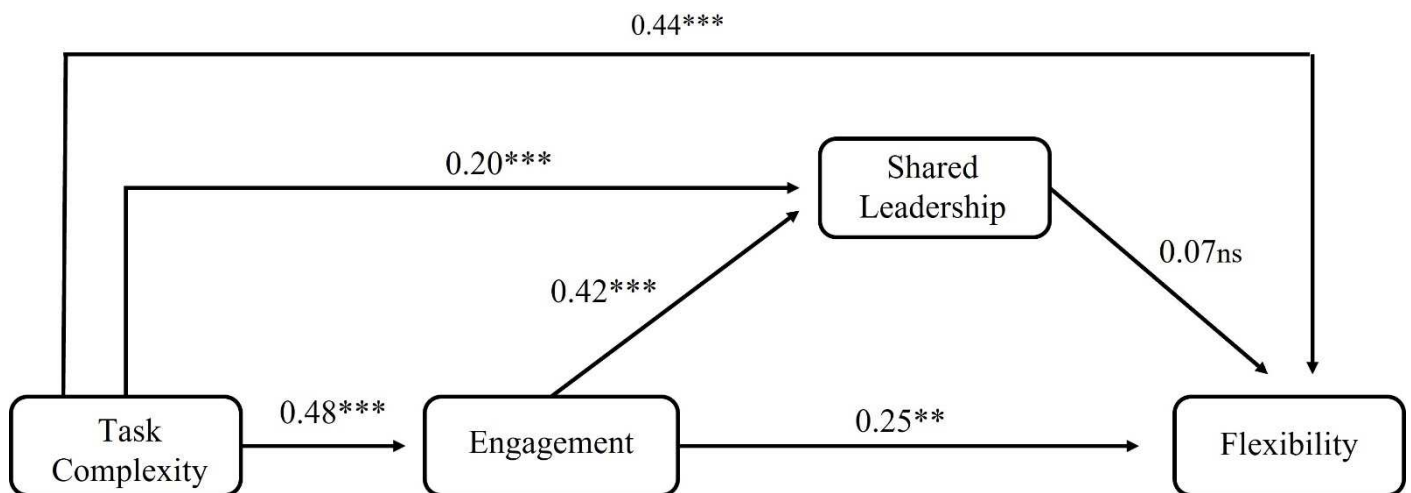 0.44***
0.20***
Shared
Leadership
0.07ns
0.42***
0.48***
0.25**
Task
Complexity
Engagement
Flexibility